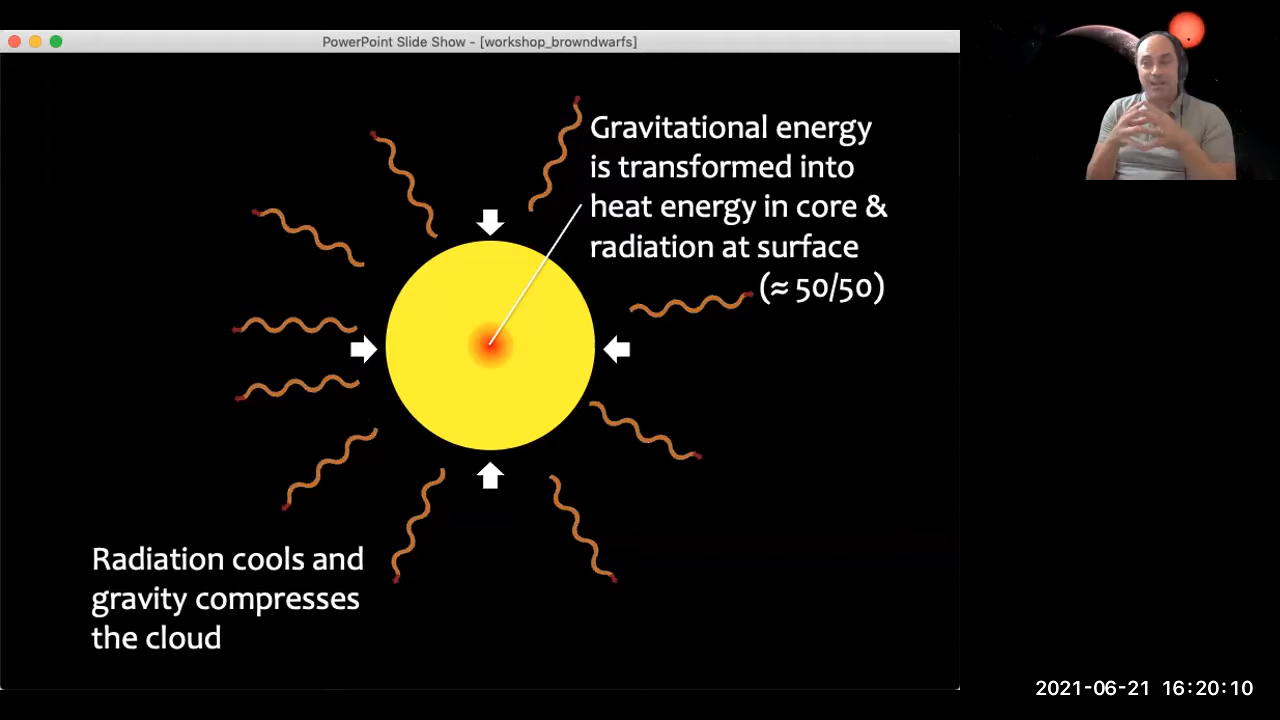 PowerPoint Slide Show - [workshop_browndwarfs]
Gravitational energy
is transformed into
heat energy in core &
radiation at surface
(≈ 50/50)
Radiation cools and
gravity compresses
the cloud
2021-06-21 16:20:10